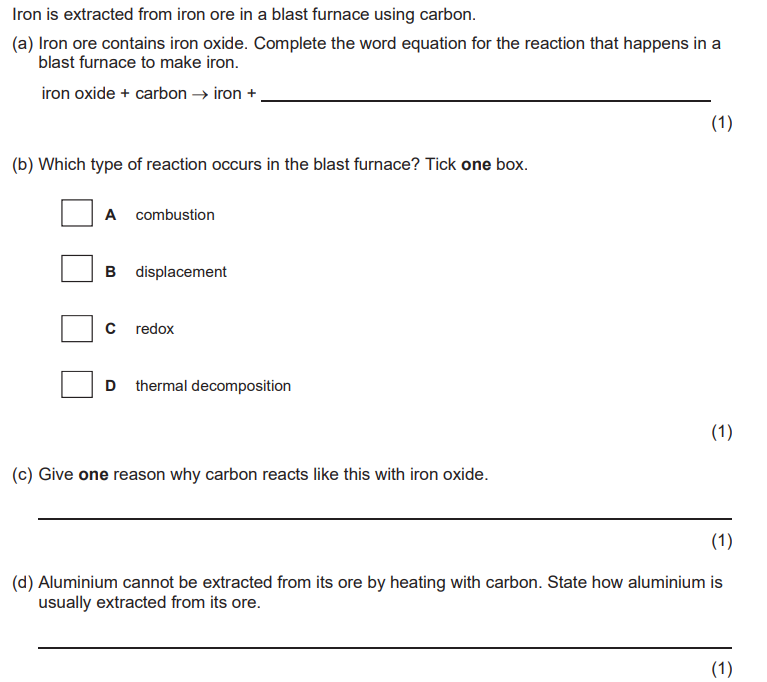 Iron is extracted from iron ore in a blast furnace using carbon.
(a) Iron ore contains iron oxide. Complete the word equation for the reaction that happens in a
blast furnace to make iron.
iron oxide + carbon → iron +
(1)
(b) Which type of reaction occurs in the blast furnace? Tick one box.
A combustion
B displacement
C redox
D thermal decomposition
(1)
(c) Give one reason why carbon reacts like this with iron oxide.
(1)
(d) Aluminium cannot be extracted from its ore by heating with carbon. State how aluminium is
usually extracted from its ore.
(1)